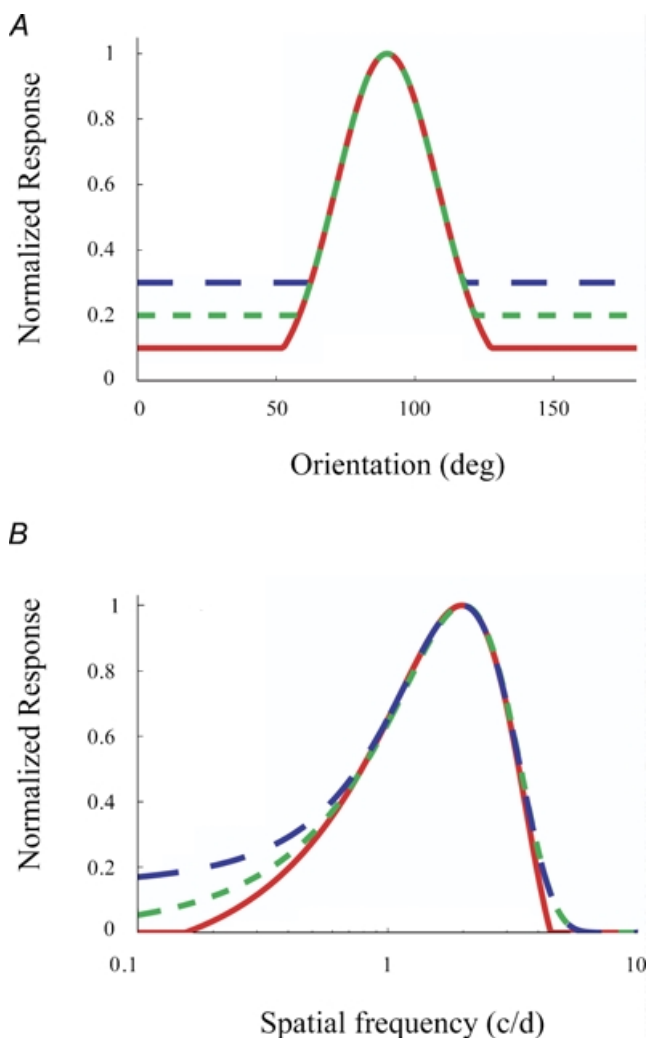 A
Normalized Response
1
0.8
0.6
0.4
0.2
0
0 50 100 150
Orientation (deg)
B
Normalized Response
1
0.8
0.6
0.4
0.2
0
0.1 1 10
Spatial frequency (c/d)